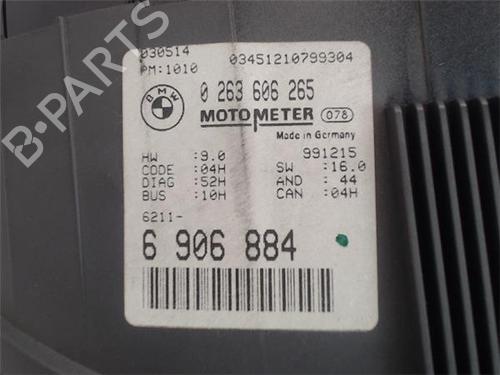 B-PARTS
030514 03451210799304
PM:1010
BMW 0 263 606 265
MOTOMETER 078
Made in Germany
HW :9.0 991215
CODE :04H SW :16.0
DIAG :52H AND : 44
BUS :10H CAN :04H
6211-
6 906 884